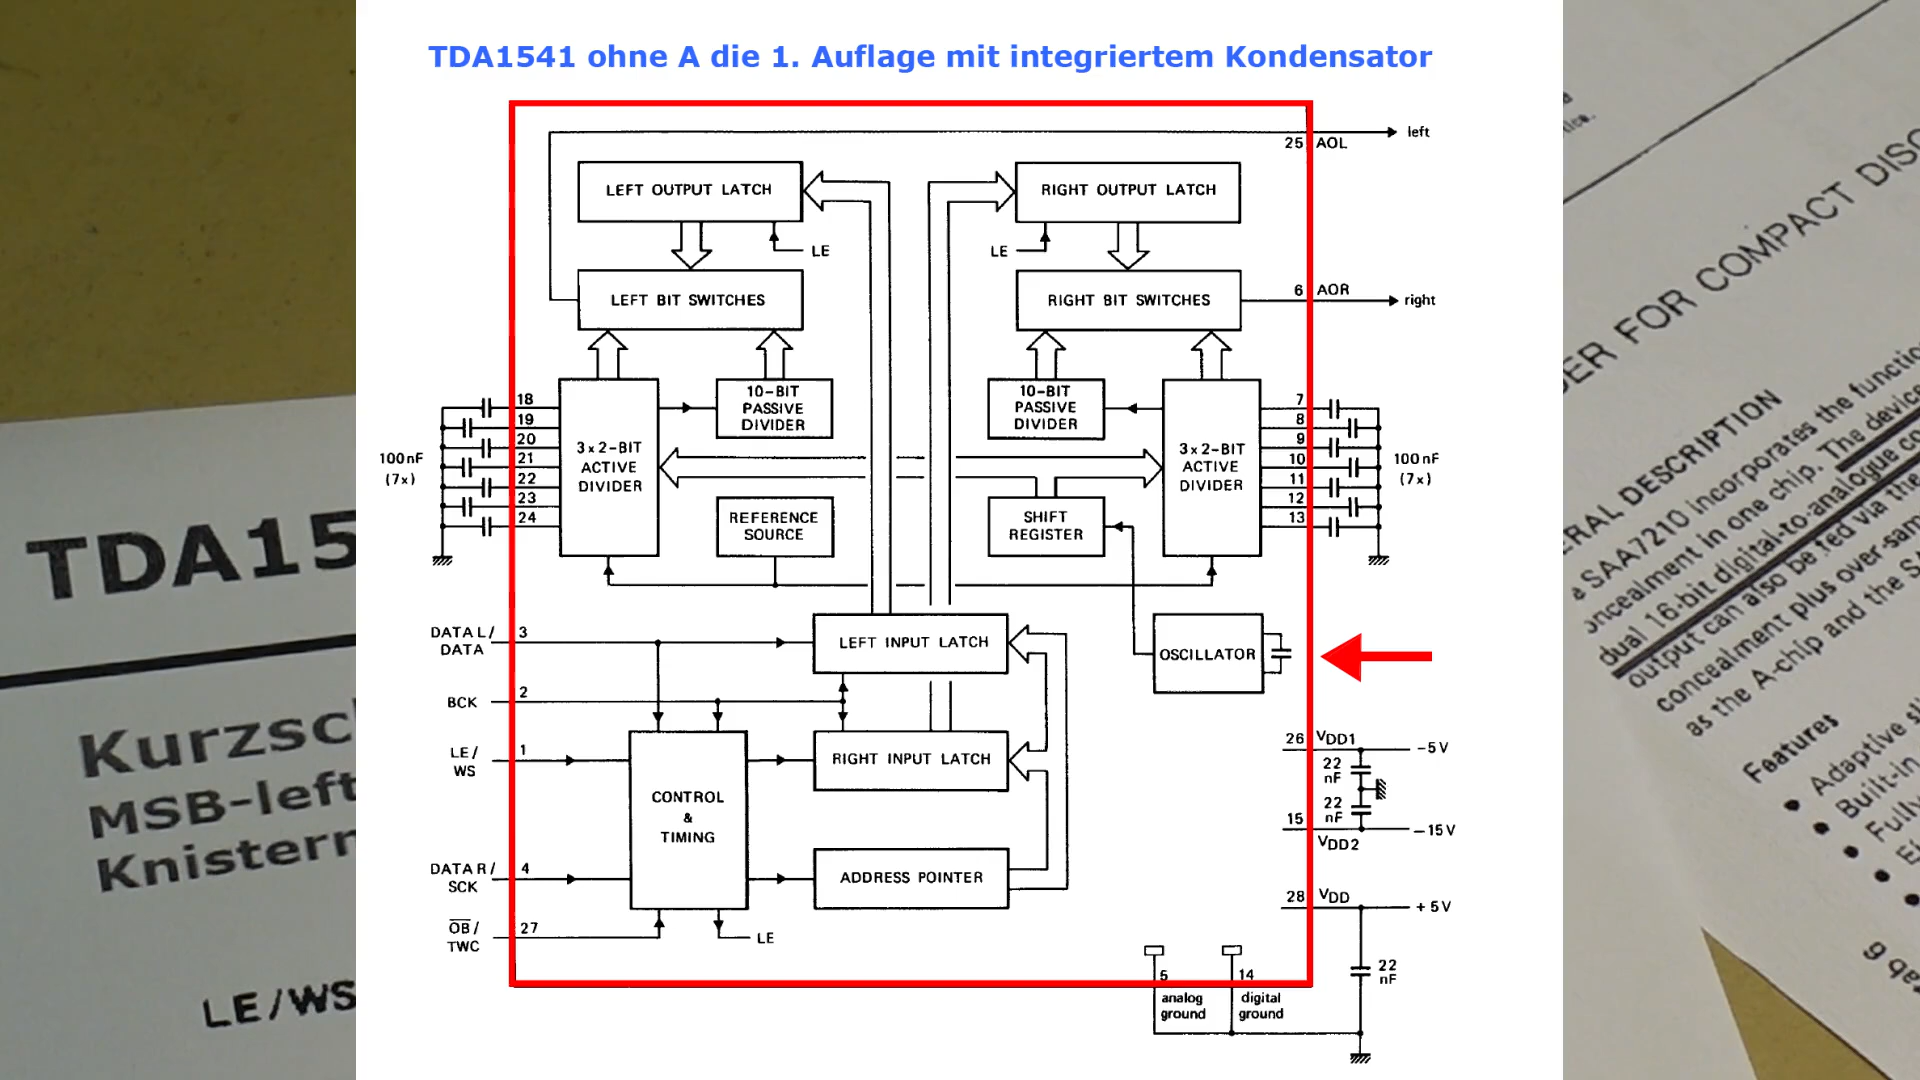 TDA1541 ohne A die 1. Auflage mit integriertem Kondensator
left
25 AOL
LEFT OUTPUT LATCH
RIGHT OUTPUT LATCH
LE
LE
LEFT BIT SWITCHES
RIGHT BIT SWITCHES
6 AOR
right
18
19
20
21
22
23
24
100 nF
(7x)
3x2-BIT
ACTIVE
DIVIDER
10-BIT
PASSIVE
DIVIDER
10-BIT
PASSIVE
DIVIDER
3x2-BIT
ACTIVE
DIVIDER
7
8
9
10
11
12
13
100 nF
(7x)
REFERENCE
SOURCE
SHIFT
REGISTER
DATA L/
DATA
3
LEFT INPUT LATCH
OSCILLATOR
BCK
2
LE/
WS
1
RIGHT INPUT LATCH
CONTROL
&
TIMING
DATA R/
SCK
4
ADDRESS POINTER
OB/
TWC
27
LE
26 VDD1
-5 V
22
nF
22
nF
15
-15 V
VDD2
28 VDD
+5 V
22
nF
5
analog
ground
14
digital
ground
TDA15
Kurzsc
MSB-left
Knistern
LE/WS
DER FOR COMPACT DISC
ERAL DESCRIPTION
SAA7210 incorporates the functio
oncealment in one chip. The device
dual 16-bit digital-to-analogue co
output can also be fed via the
concealment plus over-sam
as the A-chip and the SA
Features
Adaptive s
Built-in
Fully